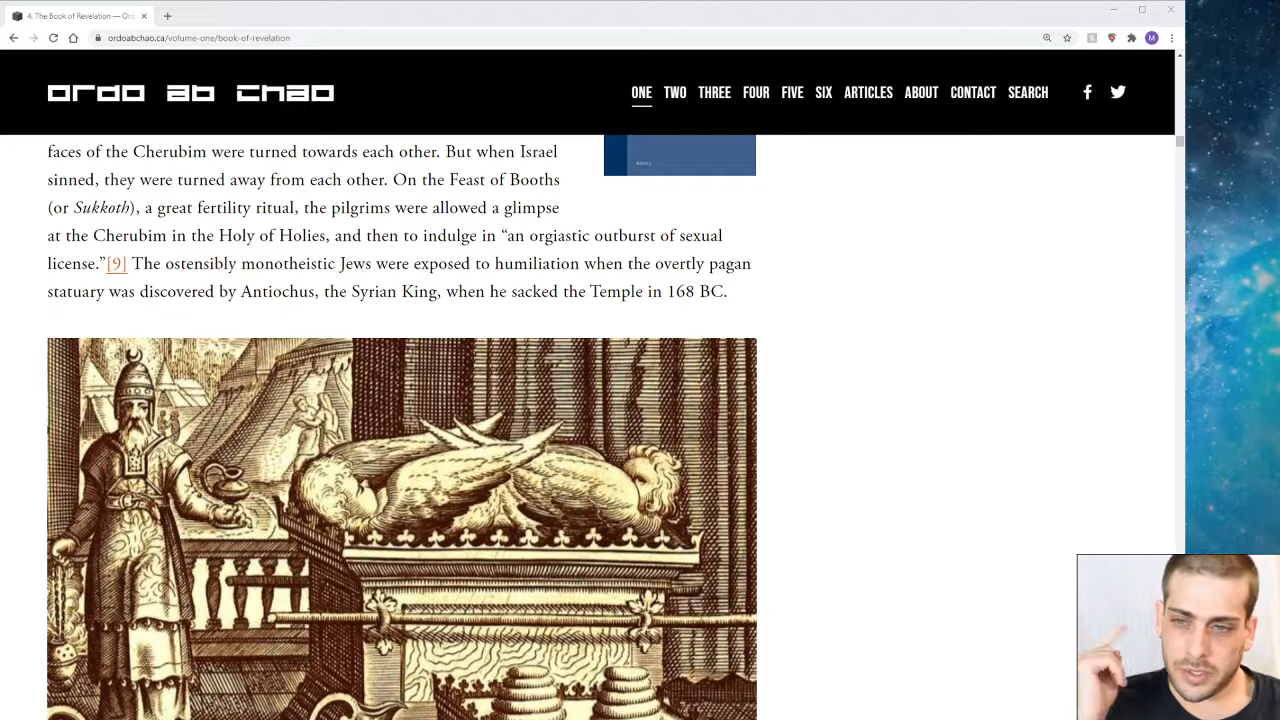 4. The Book of Revelation — Ord
ordoabchao.ca/volume-one/book-of-revelation
M
ordo ab chao
ONE TWO THREE FOUR FIVE SIX ARTICLES ABOUT CONTACT SEARCH
faces of the Cherubim were turned towards each other. But when Israel
sinned, they were turned away from each other. On the Feast of Booths
(or Sukkoth), a great fertility ritual, the pilgrims were allowed a glimpse
at the Cherubim in the Holy of Holies, and then to indulge in “an orgiastic outburst of sexual
license.”[9] The ostensibly monotheistic Jews were exposed to humiliation when the overtly pagan
statuary was discovered by Antiochus, the Syrian King, when he sacked the Temple in 168 BC.